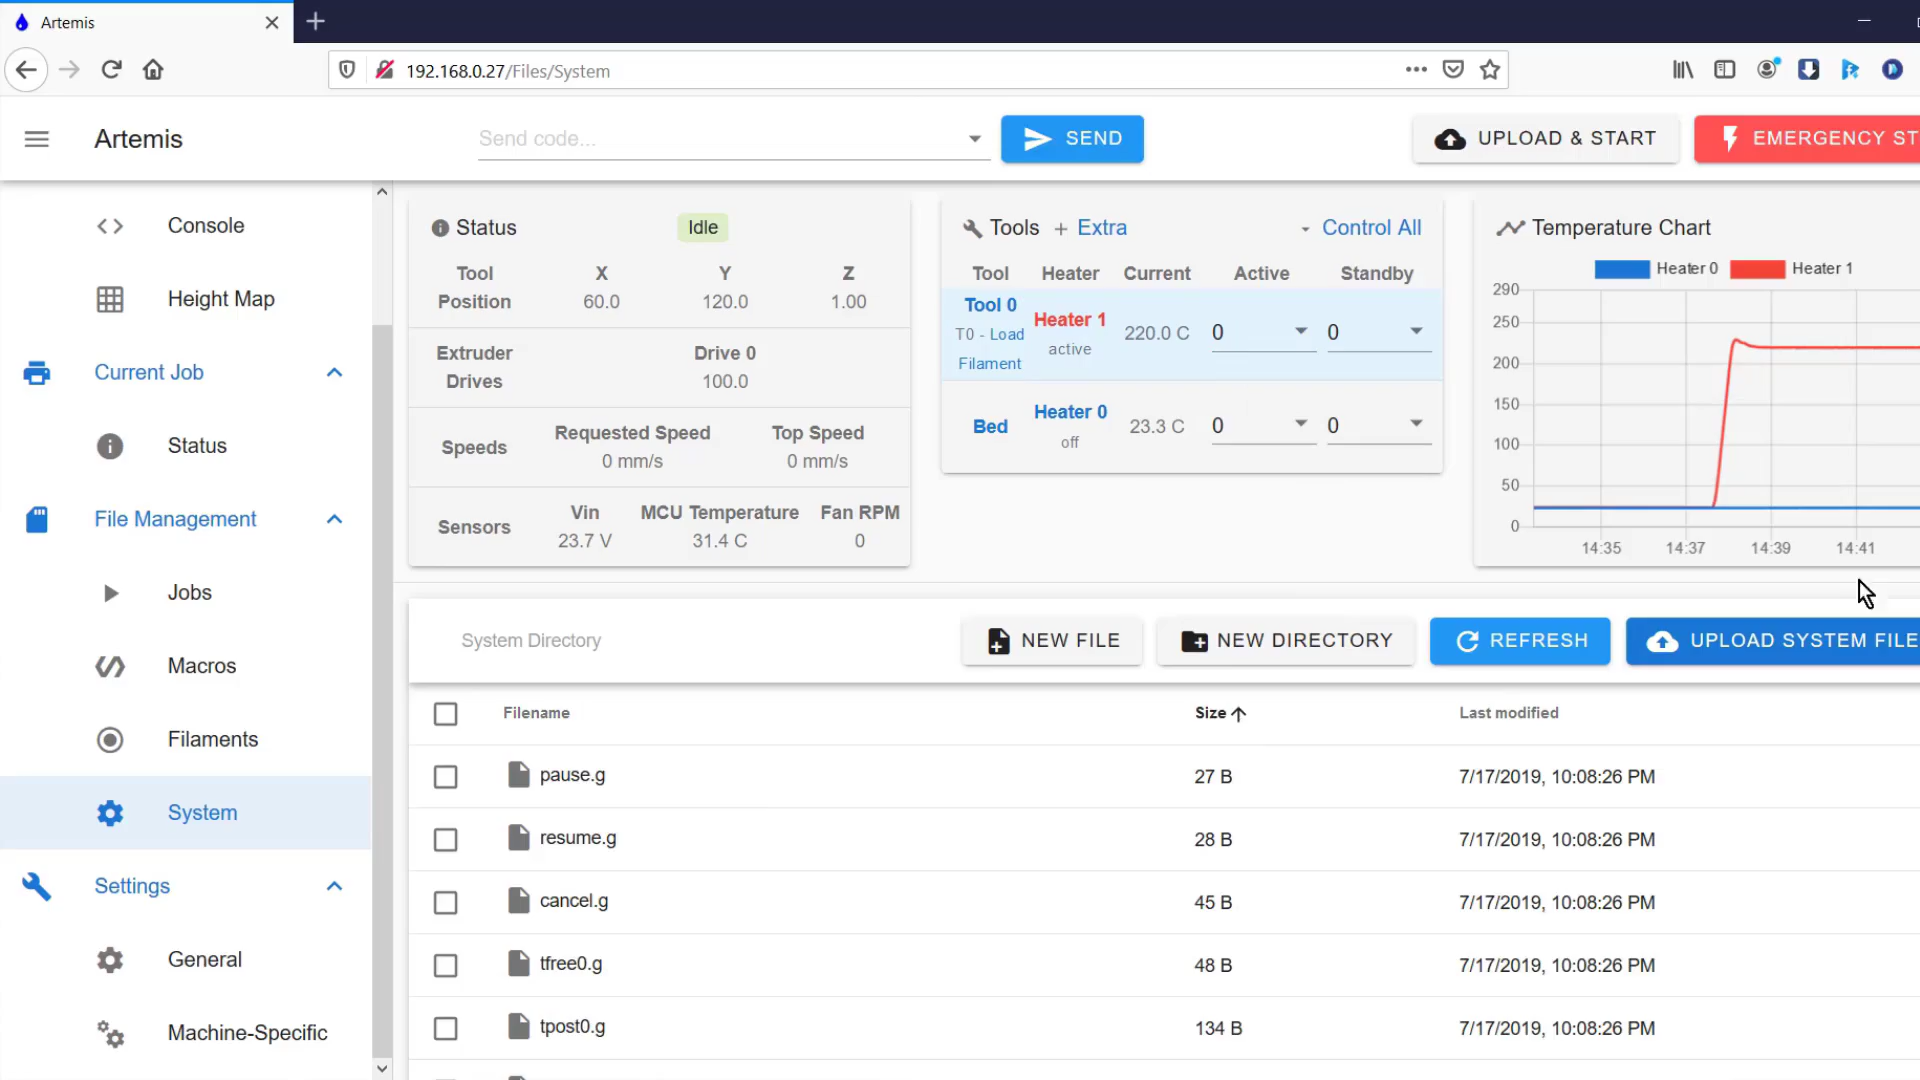 Artemis
192.168.0.27/Files/System
Artemis
Send code...
SEND
UPLOAD & START
EMERGENCY ST
Console
Height Map
Current Job
Status
File Management
Jobs
Macros
Filaments
System
Settings
General
Machine-Specific
Status
Idle
Tool Position
X
Y
Z
60.0
120.0
1.00
Extruder Drives
Drive 0
100.0
Speeds
Requested Speed
Top Speed
0 mm/s
0 mm/s
Sensors
Vin
MCU Temperature
Fan RPM
23.7 V
31.4 C
0
Tools + Extra
Control All
Tool Heater Current Active Standby
Tool 0
T0 - Load
Filament
Heater 1
active
220.0 C
0
0
Bed
Heater 0
off
23.3 C
0
0
Temperature Chart
Heater 0
Heater 1
290
250
200
150
100
50
0
14:35
14:37
14:39
14:41
System Directory
NEW FILE
NEW DIRECTORY
REFRESH
UPLOAD SYSTEM FILE
Filename Size Last modified
pause.g 27 B 7/17/2019, 10:08:26 PM
resume.g 28 B 7/17/2019, 10:08:26 PM
cancel.g 45 B 7/17/2019, 10:08:26 PM
tfree0.g 48 B 7/17/2019, 10:08:26 PM
tpost0.g 134 B 7/17/2019, 10:08:26 PM